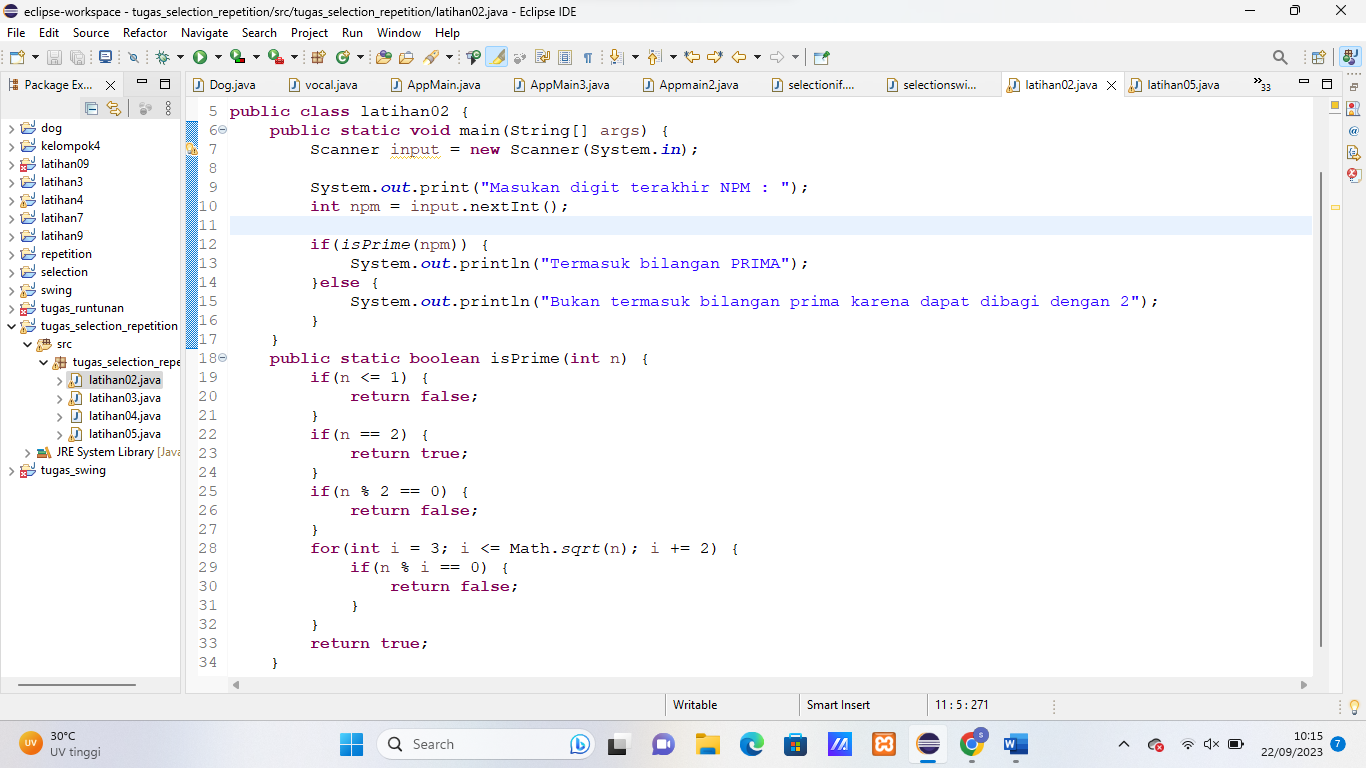 eclipse-workspace - tugas_selection_repetition/src/tugas_selection_repetition/latihan02.java - Eclipse IDE
File Edit Source Refactor Navigate Search Project Run Window Help
Package Ex...
Dog.java vocal.java AppMain.java AppMain3.java Appmain2.java selectionif.... selectionswi... latihan02.java latihan05.java »33
dog
kelompok4
latihan09
latihan3
latihan4
latihan7
latihan9
repetition
selection
swing
tugas_runtunan
tugas_selection_repetition
src
tugas_selection_repe
latihan02.java
latihan03.java
latihan04.java
latihan05.java
JRE System Library [Java
tugas_swing
5 public class latihan02 {
6 public static void main(String[] args) {
7 Scanner input = new Scanner(System.in);
8
9 System.out.print("Masukan digit terakhir NPM : ");
10 int npm = input.nextInt();
11
12 if(isPrime(npm)) {
13 System.out.println("Termasuk bilangan PRIMA");
14 }else {
15 System.out.println("Bukan termasuk bilangan prima karena dapat dibagi dengan 2");
16 }
17 }
18 public static boolean isPrime(int n) {
19 if(n <= 1) {
20 return false;
21 }
22 if(n == 2) {
23 return true;
24 }
25 if(n % 2 == 0) {
26 return false;
27 }
28 for(int i = 3; i <= Math.sqrt(n); i += 2) {
29 if(n % i == 0) {
30 return false;
31 }
32 }
33 return true;
34 }
Writable Smart Insert 11 : 5 : 271
UV 30°C
UV tinggi
Search
10:15
22/09/2023
7